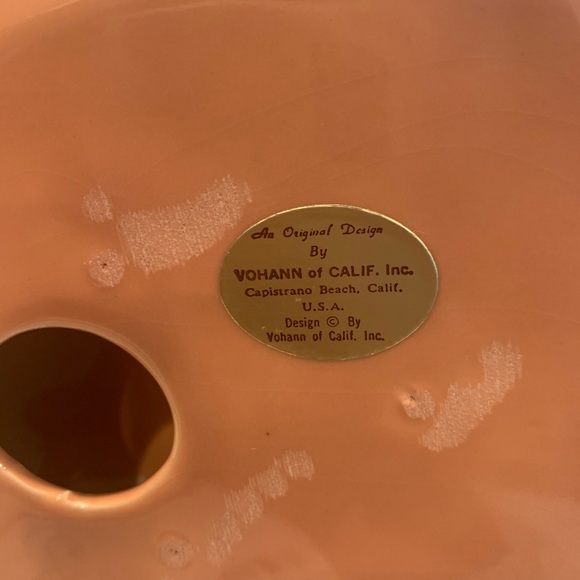 An Original Design
By
VOHANN of CALIF. Inc.
Capistrano Beach, Calif.
U.S.A.
Design © By
Vohann of Calif. Inc.